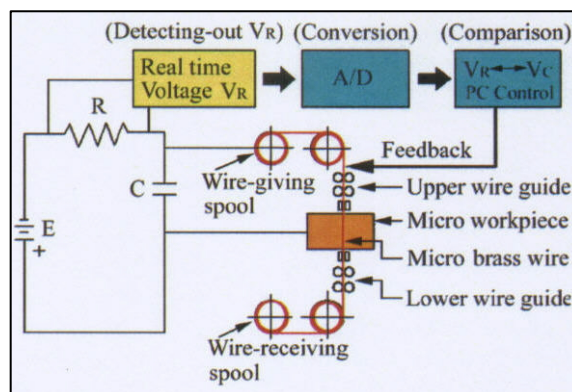 (Detecting-out VR) (Conversion) (Comparison)
Real time
Voltage VR
A/D
VR↔VC
PC Control
R
Feedback
Wire-giving
spool
C
Upper wire guide
E
+
Micro workpiece
Micro brass wire
Lower wire guide
Wire-receiving
spool